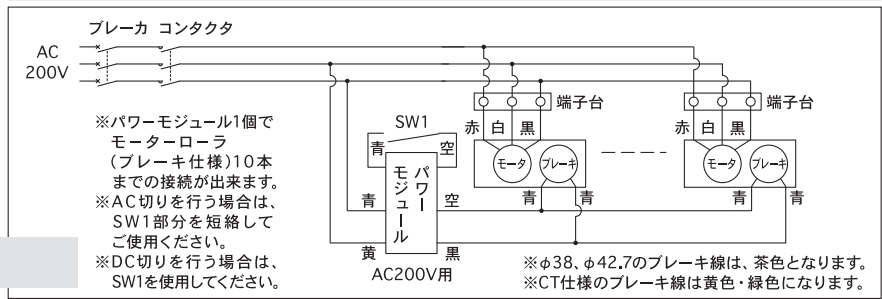 ブレーカ コンタクタ
AC
200V
端子台
端子台
※パワーモジュール1個で
モーターローラ
(ブレーキ仕様)10本
までの接続が出来ます。
※AC切りを行う場合は、
SW1部分を短絡して
ご使用ください。
※DC切りを行う場合は、
SW1を使用してください。
SW1
青 空
赤 白 黒
赤 白 黒
モータ ブレーキ
モータ ブレーキ
パワー
モジュール
青 空
青 青
青 青
黄 黒
AC200V用
※φ38、φ42.7のブレーキ線は、茶色となります。
※CT仕様のブレーキ線は黄色・緑色になります。